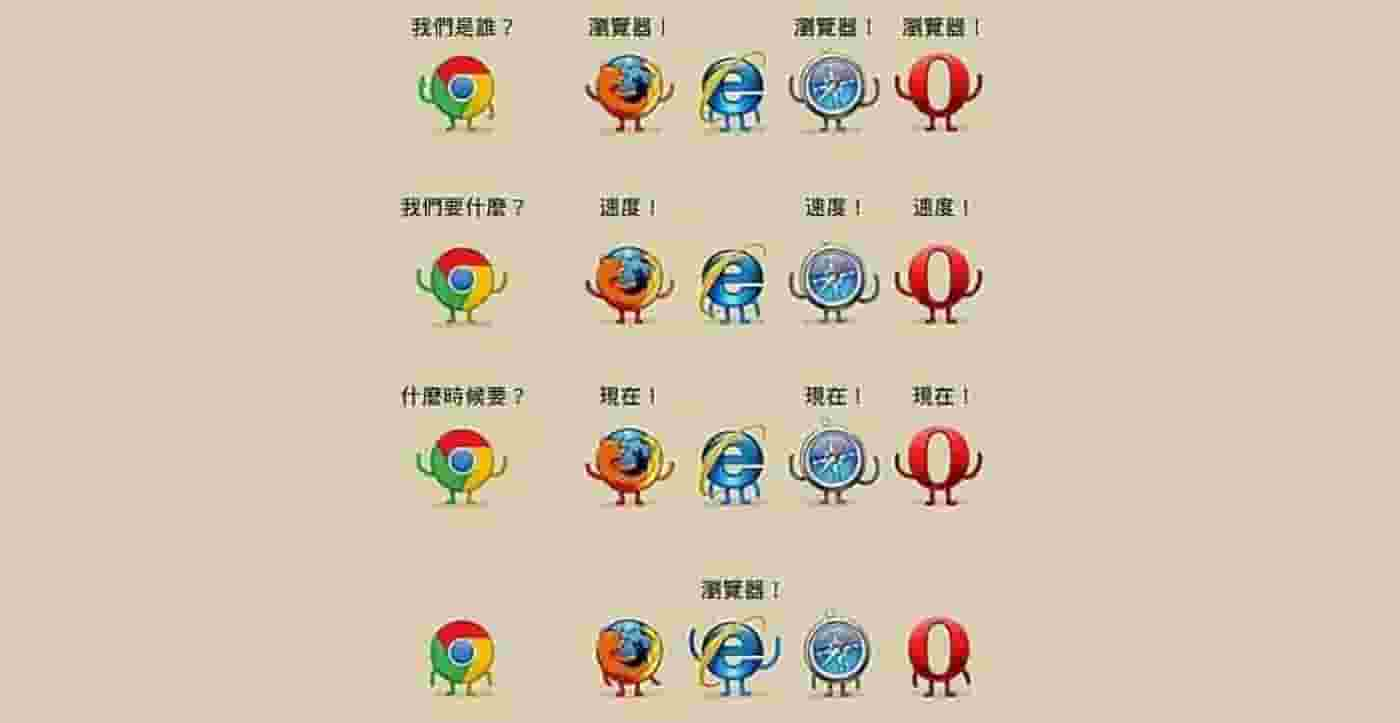 我們是誰？ 瀏覽器！ 瀏覽器！ 瀏覽器！
我們要什麼？ 速度！ 速度！ 速度！
什麼時候要？ 現在！ 現在！ 現在！
瀏覽器！